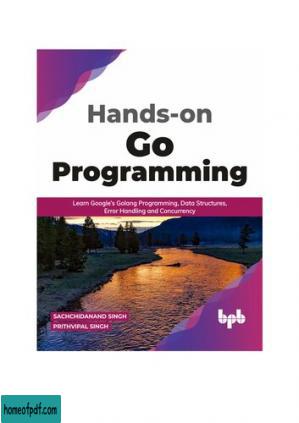 Hands-on
Go
Programming
Learn Google's Golang Programming, Data Structures,
Error Handling and Concurrency
SACHCHIDANAND SINGH
PRITHVIPAL SINGH
bpb
homeofpdf.com